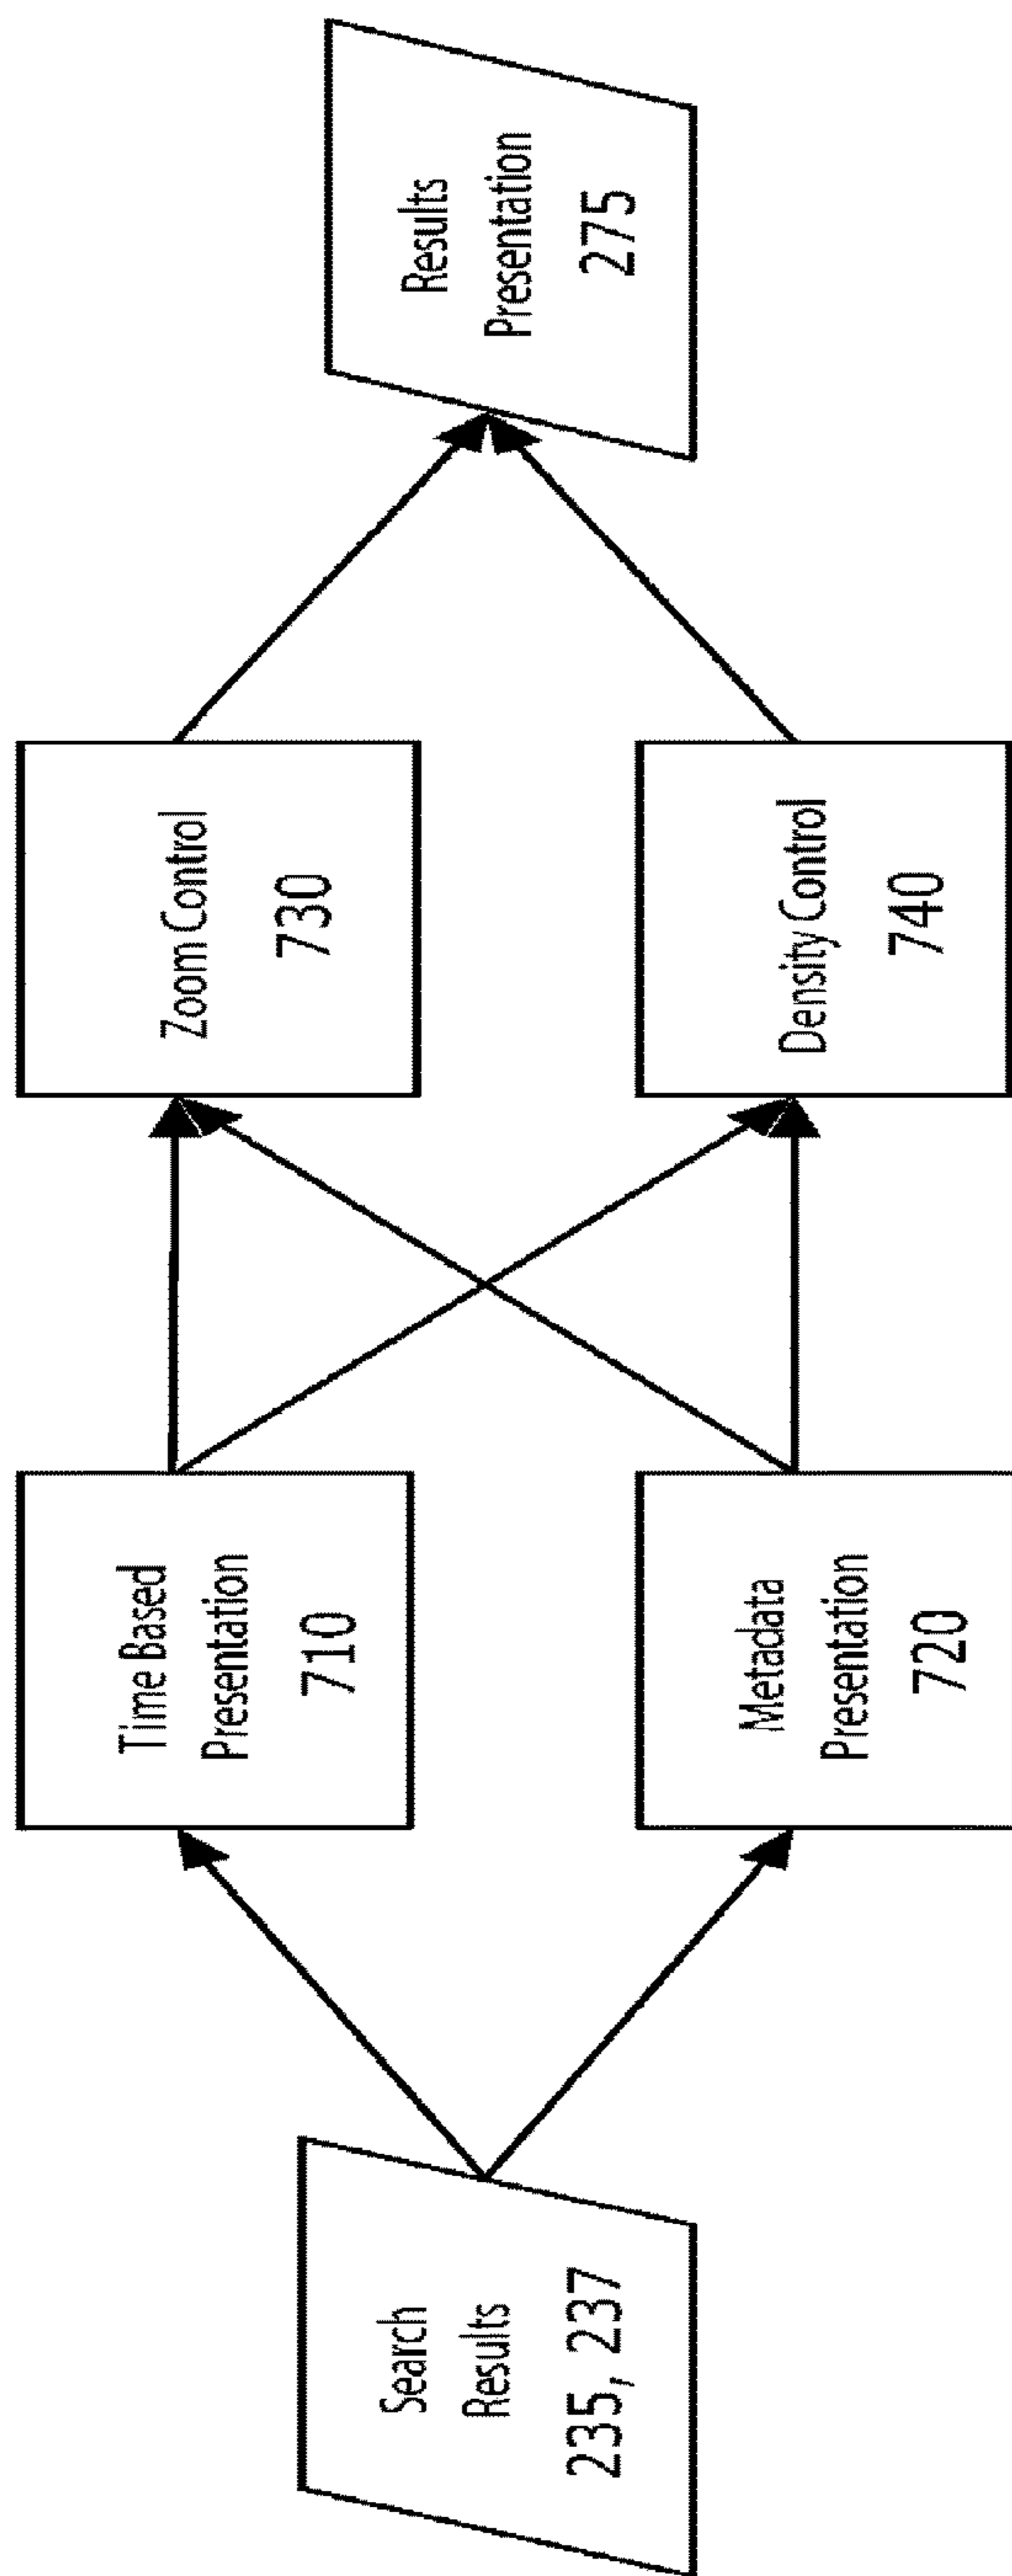 Search
Results
235, 237
Time Based
Presentation
710
Metadata
Presentation
720
Zoom Control
730
Density Control
740
Results
Presentation
275